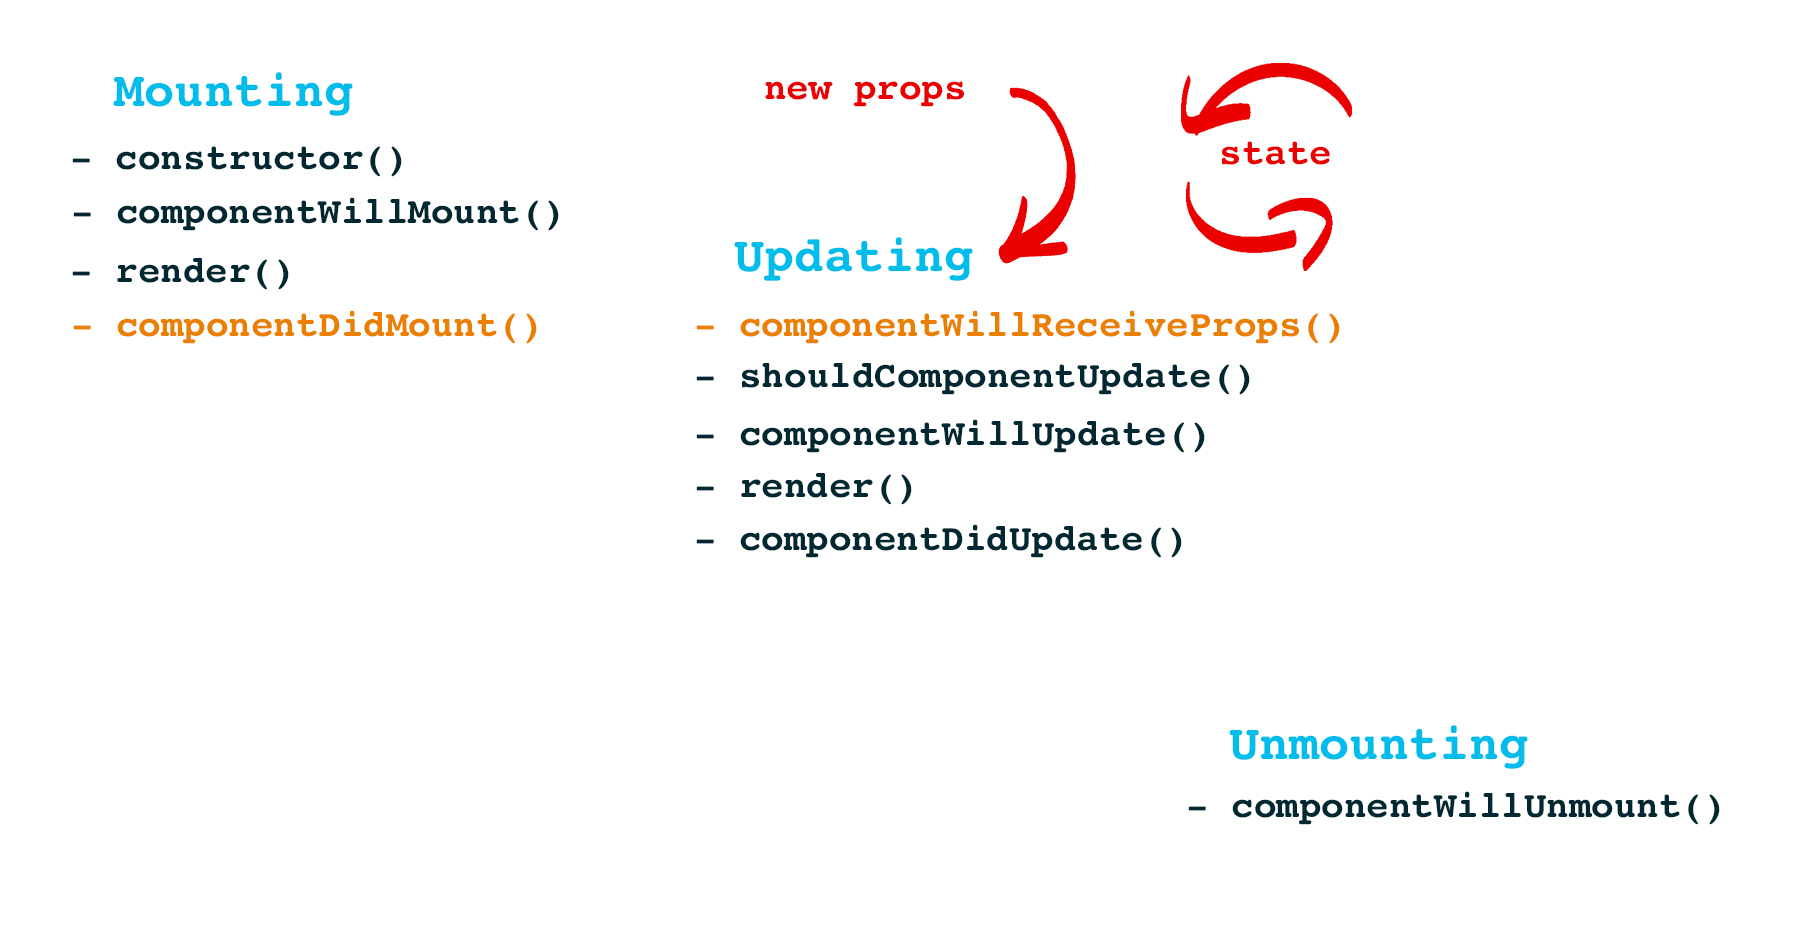 Mounting
- constructor()
- componentWillMount()
- render()
- componentDidMount()
new props
state
Updating
- componentWillReceiveProps()
- shouldComponentUpdate()
- componentWillUpdate()
- render()
- componentDidUpdate()
Unmounting
- componentWillUnmount()